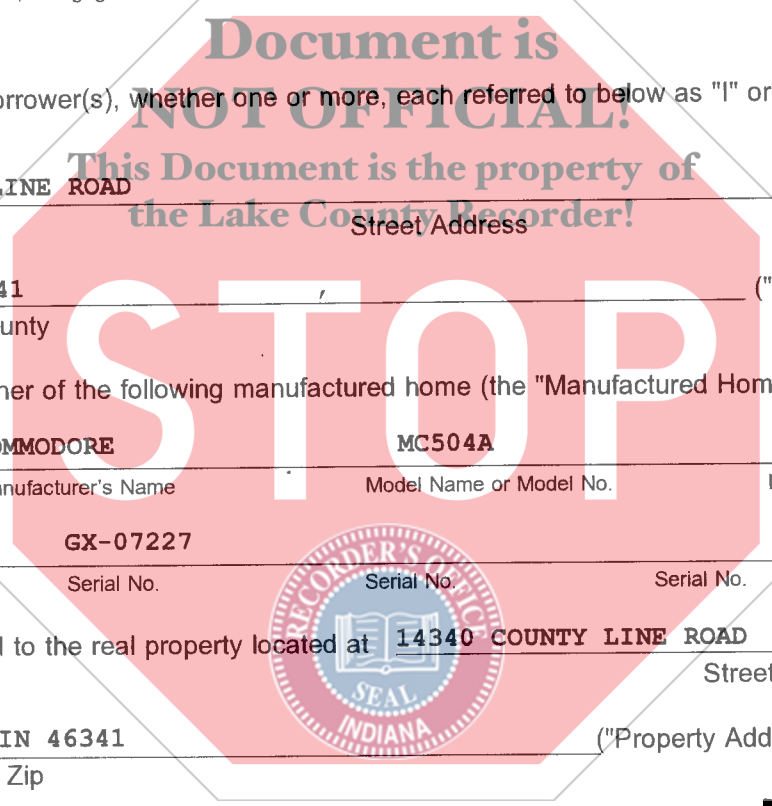 Document is
orrower(s), whether one or more, each referred to below as "I" or
NOT OFFICIAL!
This Document is the property of
LINE ROAD
the Lake County Recorder!
Street Address
41 , ("
unty
STOP
ner of the following manufactured home (the "Manufactured Hom
OMMODORE MC504A
anufacturer's Name Model Name or Model No.
GX-07227
Serial No. Serial No. Serial No.
RECORDER'S OFFICE
SEAL
INDIANA
d to the real property located at 14340 COUNTY LINE ROAD
Street
IN 46341 ("Property Add
Zip